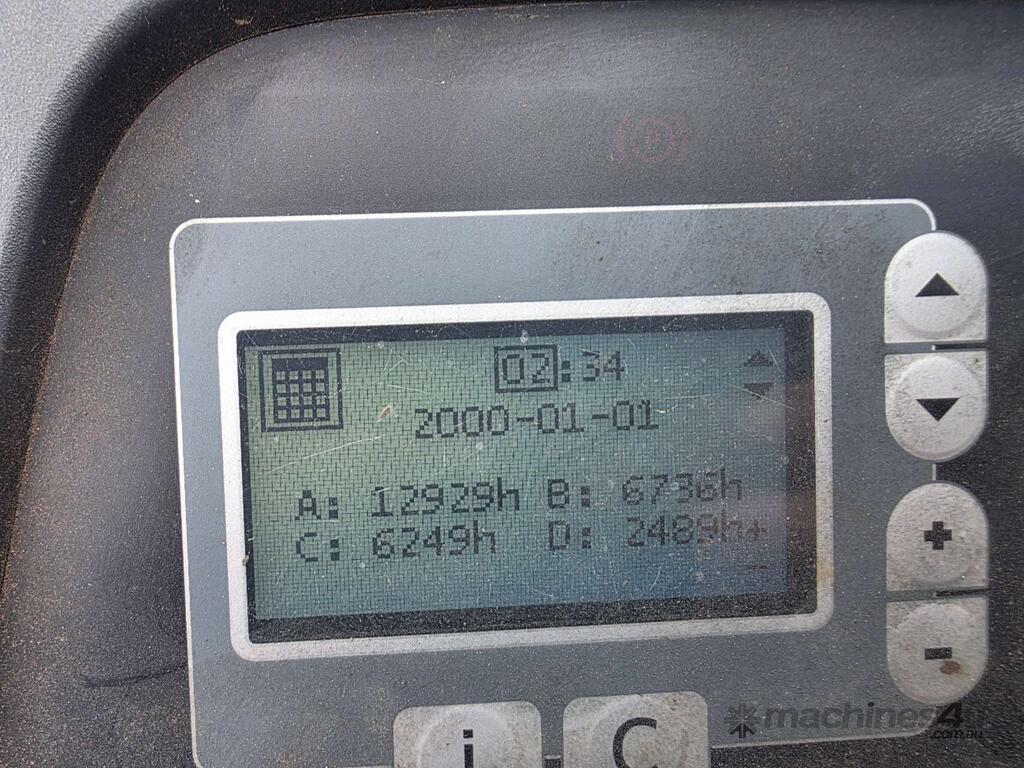 02:34
2000-01-01
A: 12929h B: 6736h
C: 6249h D: 2489h+
-
+
-
i C
machines4u
.com.au